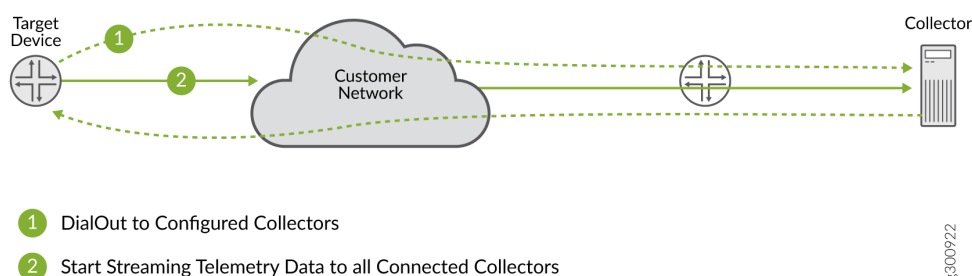 Target
Device
Collector
1
2
Customer
Network
1 DialOut to Configured Collectors
2 Start Streaming Telemetry Data to all Connected Collectors
g300922